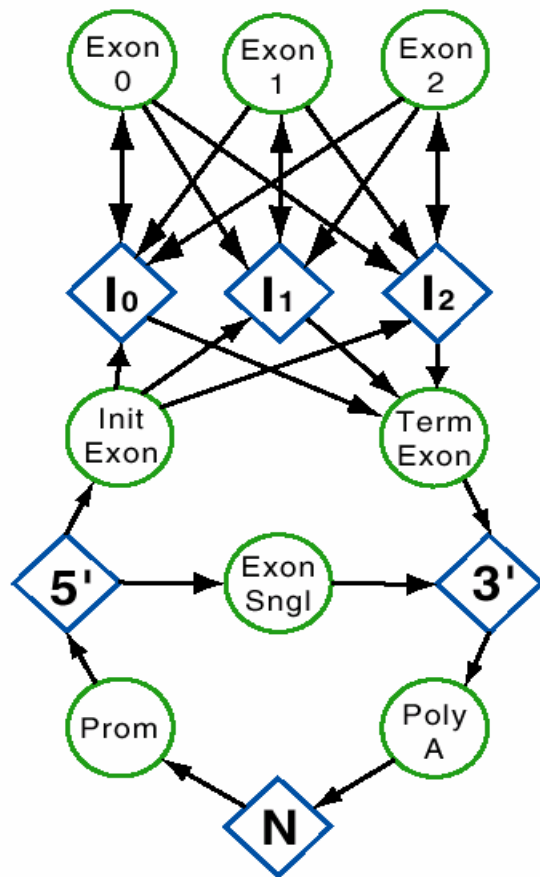 Exon
0
Exon
1
Exon
2
I0
I1
I2
Init
Exon
Term
Exon
5'
Exon
Sngl
3'
Prom
Poly
A
N